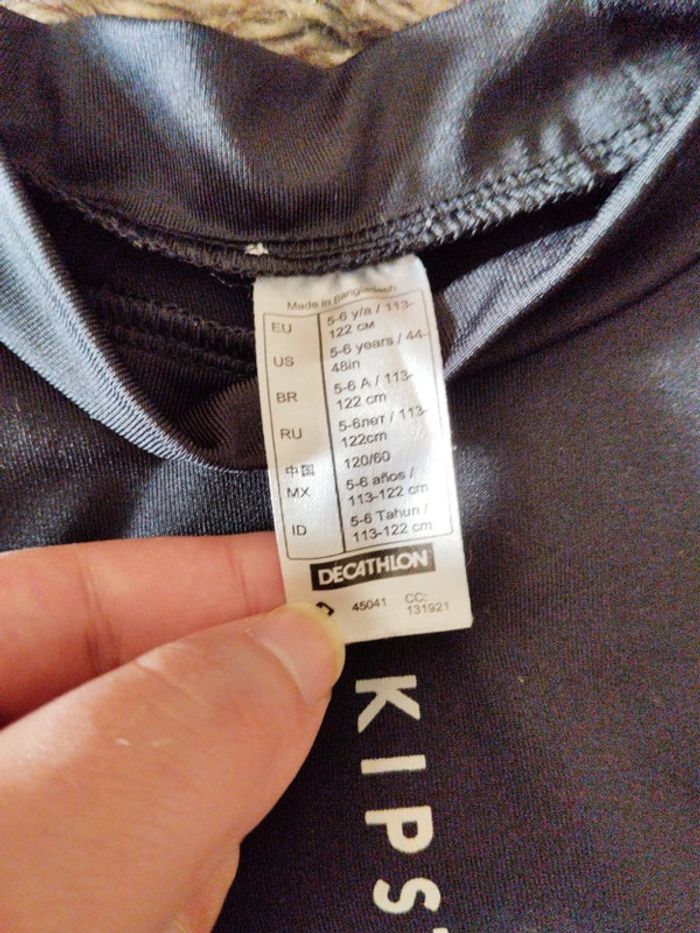 Made in Bangladesh
EU 5-6 y/a / 113-
122 см
US 5-6 years / 44-
48in
BR 5-6 A / 113-
122 cm
RU 5-6лет / 113-
122cm
中国 120/60
MX 5-6 años /
113-122 cm
ID 5-6 Tahun /
113-122 cm
DECATHLON
45041 CC:
131921
KIPS